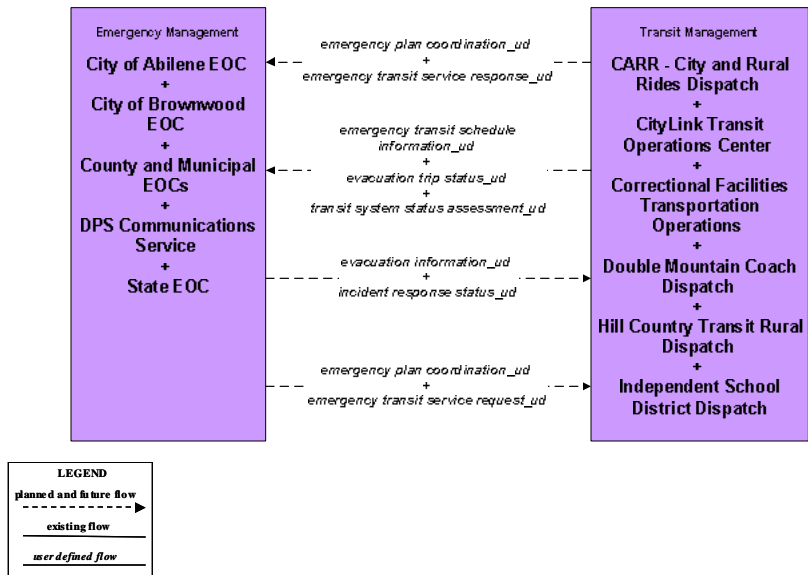 Emergency Management
City of Abilene EOC
+
City of Brownwood
EOC
+
County and Municipal
EOCs
+
DPS Communications
Service
+
State EOC
emergency plan coordination_ud
+
emergency transit service response_ud
emergency transit schedule
information_ud
+
evacuation trip status_ud
+
transit system status assessment_ud
evacuation information_ud
+
incident response status_ud
emergency plan coordination_ud
+
emergency transit service request_ud
Transit Management
CARR - City and Rural
Rides Dispatch
+
CityLink Transit
Operations Center
+
Correctional Facilities
Transportation
Operations
+
Double Mountain Coach
Dispatch
+
Hill Country Transit Rural
Dispatch
+
Independent School
District Dispatch
LEGEND
planned and future flow
existing flow
user defined flow